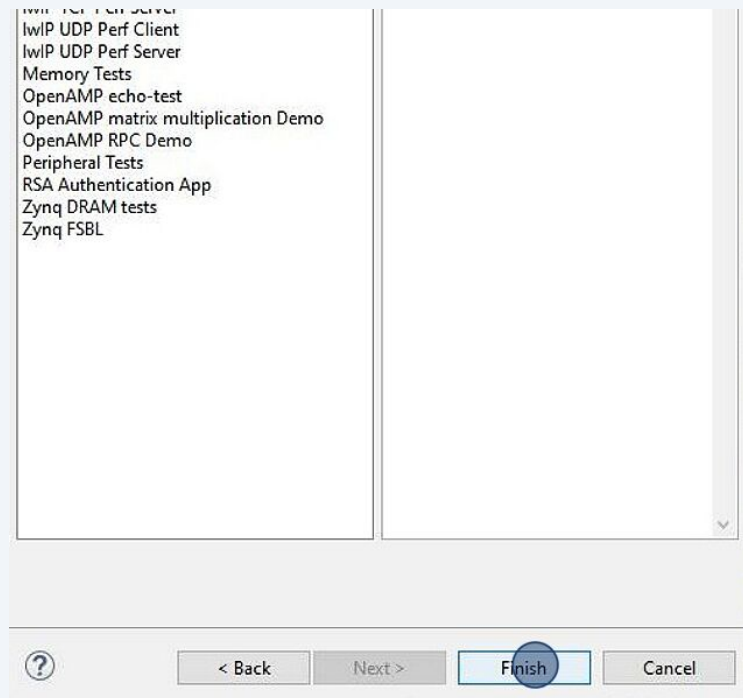 lwIP UDP Perf Client
lwIP UDP Perf Server
Memory Tests
OpenAMP echo-test
OpenAMP matrix multiplication Demo
OpenAMP RPC Demo
Peripheral Tests
RSA Authentication App
Zynq DRAM tests
Zynq FSBL
?
< Back
Next >
Finish
Cancel